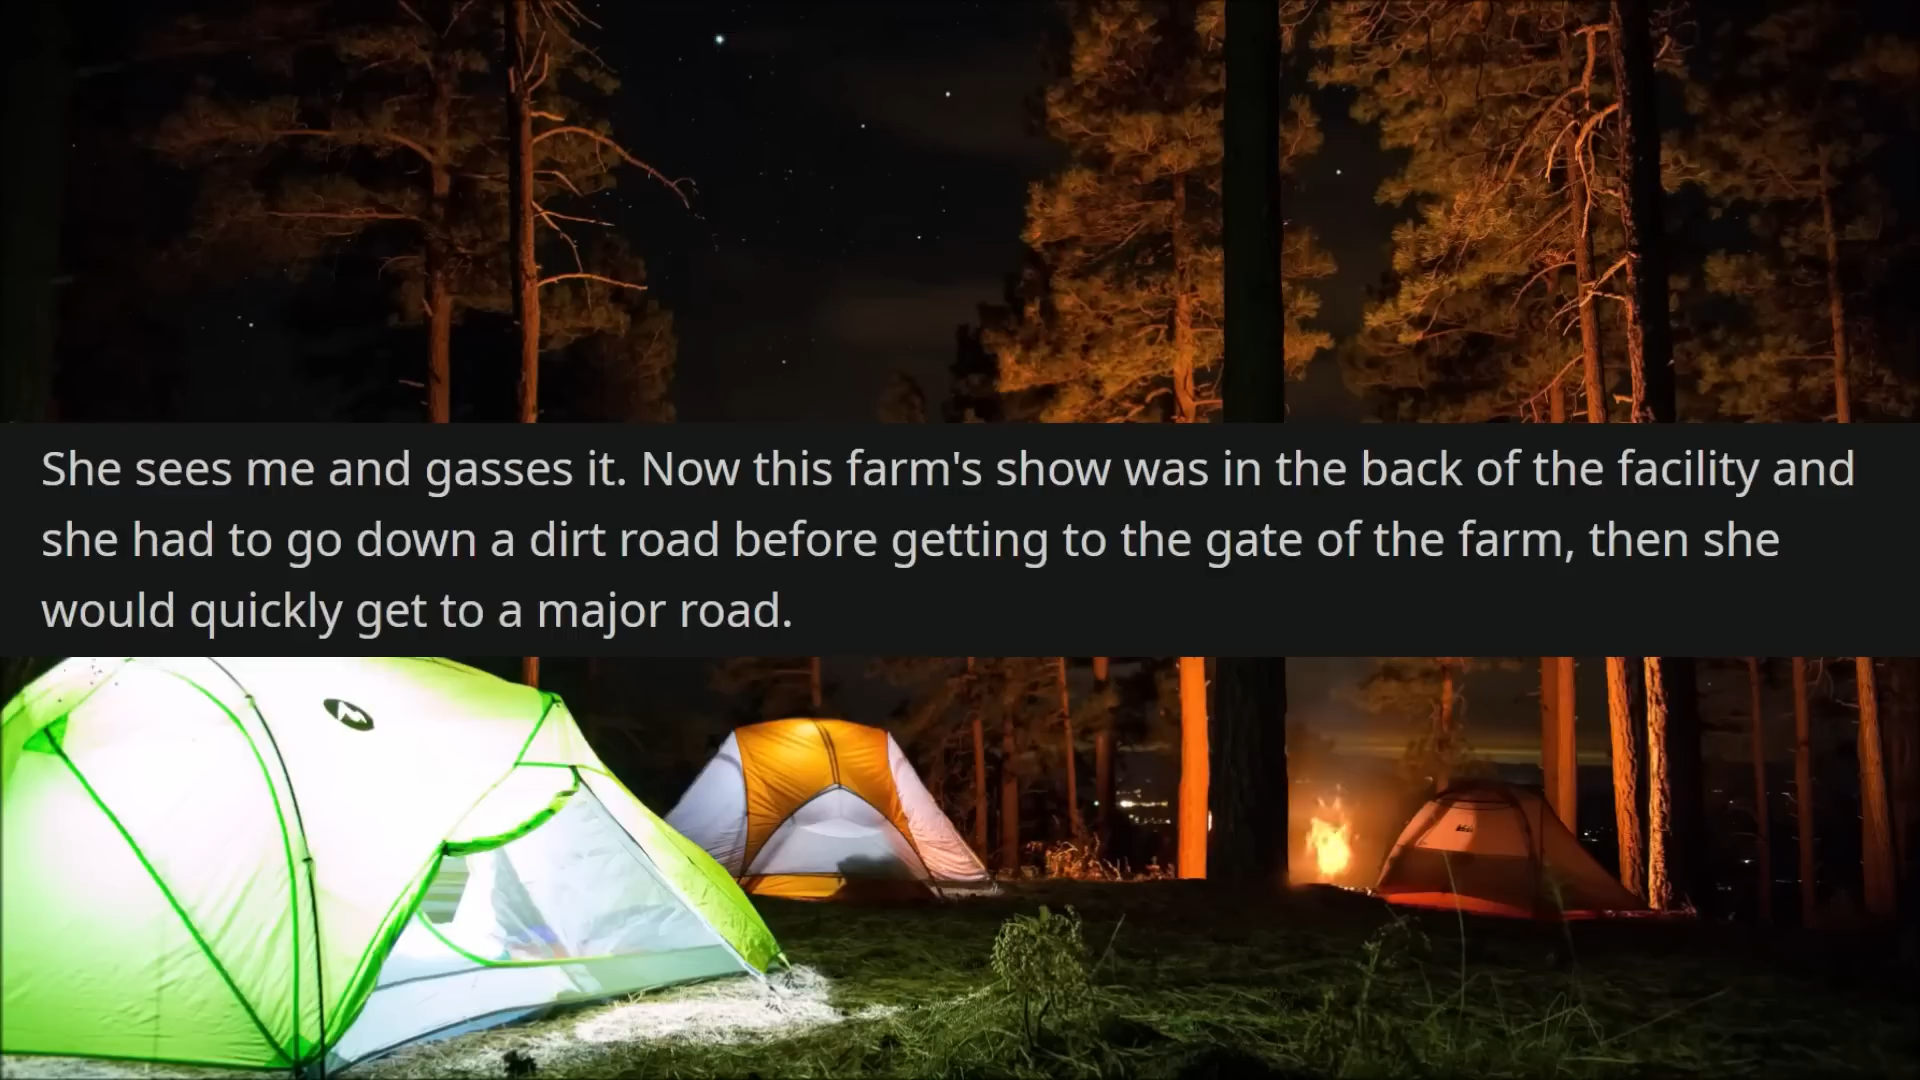 She sees me and gasses it. Now this farm's show was in the back of the facility and
she had to go down a dirt road before getting to the gate of the farm, then she
would quickly get to a major road.